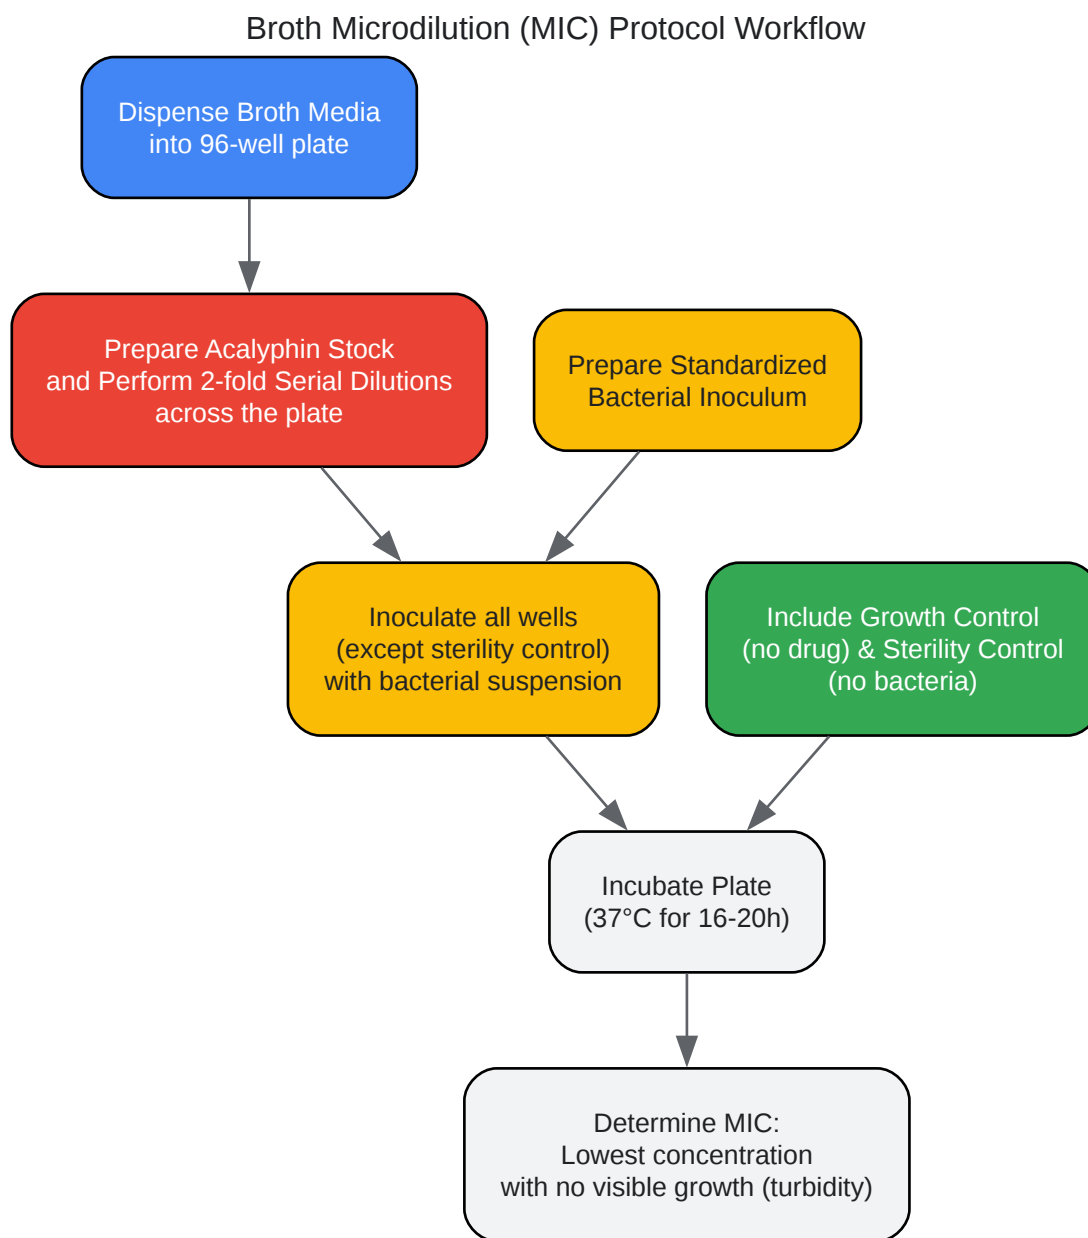 Broth Microdilution (MIC) Protocol Workflow
Dispense Broth Media
into 96-well plate
Prepare Acalyphin Stock
and Perform 2-fold Serial Dilutions
across the plate
Prepare Standardized
Bacterial Inoculum
Inoculate all wells
(except sterility control)
with bacterial suspension
Include Growth Control
(no drug) & Sterility Control
(no bacteria)
Incubate Plate
(37°C for 16-20h)
Determine MIC:
Lowest concentration
with no visible growth (turbidity)